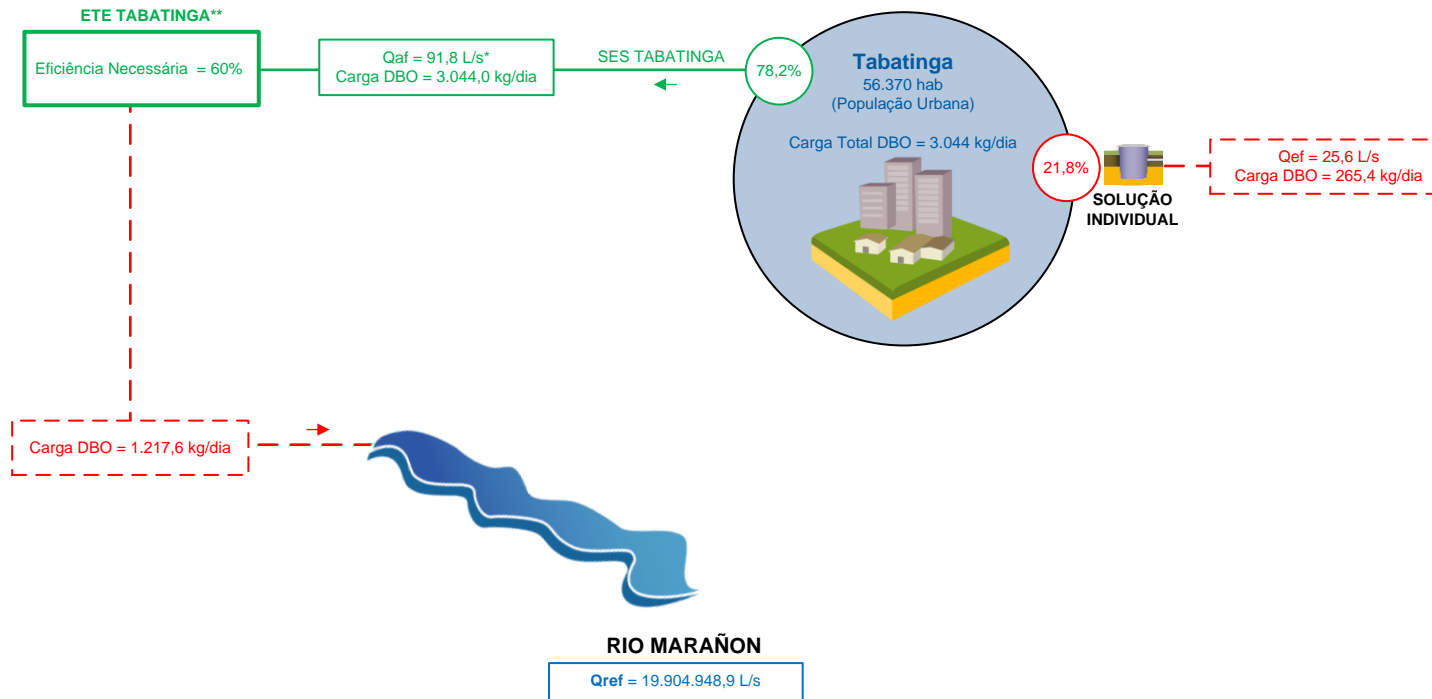 ETE TABATINGA**
Eficiência Necessária = 60%
Qaf = 91,8 L/s*
Carga DBO = 3.044,0 kg/dia
SES TABATINGA
78,2%
Tabatinga
56.370 hab
(População Urbana)
Carga Total DBO = 3.044 kg/dia
21,8%
SOLUÇÃO
INDIVIDUAL
Qef = 25,6 L/s
Carga DBO = 265,4 kg/dia
Carga DBO = 1.217,6 kg/dia
RIO MARAÑON
Qref = 19.904.948,9 L/s